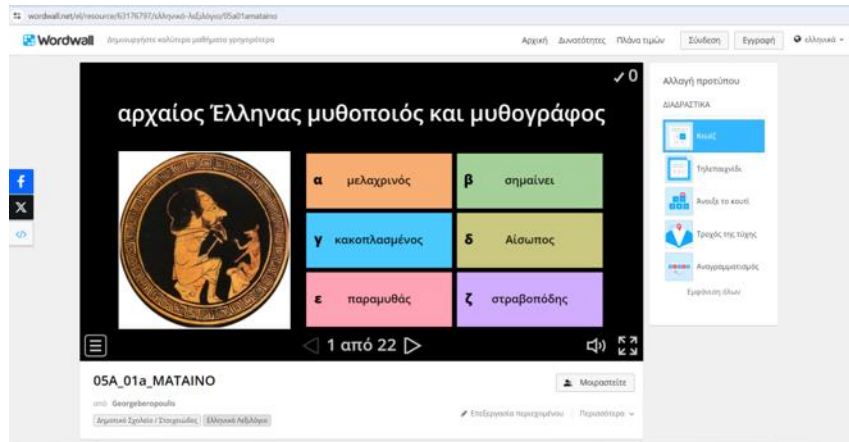 wordwall.net/el/resource/63176797/ελληνικό-λεξιλόγιο/05a01amataino
Wordwall Δημιουργήστε καλύτερα μαθήματα γρηγορότερα
Αρχική Δυνατότητες Πλάνα τιμών Σύνδεση Εγγραφή ελληνικά
0
αρχαίος Έλληνας μυθοποιός και μυθογράφος
α μελαχρινός
β σημαίνει
γ κακοπλασμένος
δ Αίσωπος
ε παραμυθάς
ζ στραβοπόδης
1 από 22
Αλλαγή προτύπου
ΔΙΑΔΡΑΣΤΙΚΑ
Κουίζ
Τηλεπαιχνίδι
Άνοιξε το κουτί
Τροχός της τύχης
Αναγραμματισμός
Εμφάνιση όλων
05A_01a_MATAINO
Μοιραστείτε
από Georgeberopoulis
Δημοτικό Σχολείο / Στοιχειώδες Ελληνικό Λεξιλόγιο
Επεξεργασία περιεχομένου Περισσότερα